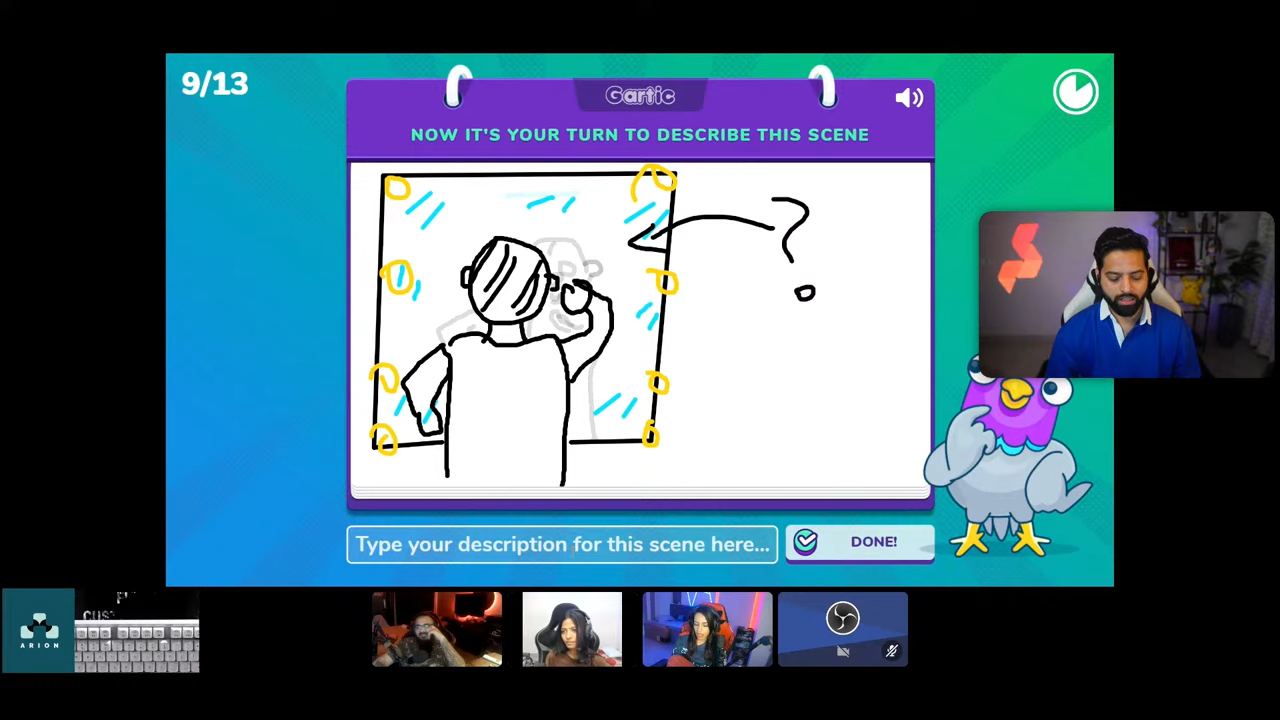 9/13
Gartic
NOW IT'S YOUR TURN TO DESCRIBE THIS SCENE
?
Type your description for this scene here...
DONE!
ARION